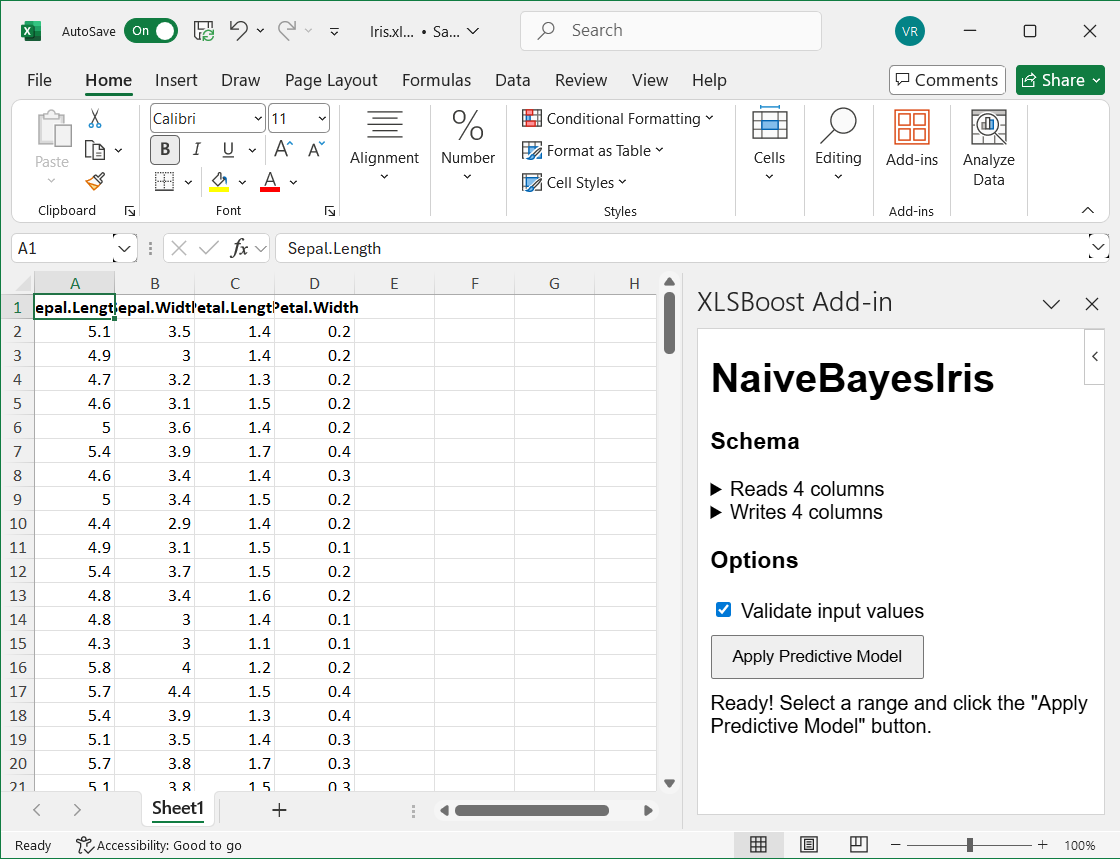 AutoSave On Iris.xl... • Sa... Search VR
File Home Insert Draw Page Layout Formulas Data Review View Help Comments Share
Paste
Clipboard
Calibri 11
B I U A A
A
Font
Alignment
Number
Conditional Formatting
Format as Table
Cell Styles
Styles
Cells
Editing
Add-ins
Add-ins
Analyze
Data
A1 fx Sepal.Length
A B C D E F G H
1 epal.Lengt epal.Widt etal.Lengt Petal.Width
2 5.1 3.5 1.4 0.2
3 4.9 3 1.4 0.2
4 4.7 3.2 1.3 0.2
5 4.6 3.1 1.5 0.2
6 5 3.6 1.4 0.2
7 5.4 3.9 1.7 0.4
8 4.6 3.4 1.4 0.3
9 5 3.4 1.5 0.2
10 4.4 2.9 1.4 0.2
11 4.9 3.1 1.5 0.1
12 5.4 3.7 1.5 0.2
13 4.8 3.4 1.6 0.2
14 4.8 3 1.4 0.1
15 4.3 3 1.1 0.1
16 5.8 4 1.2 0.2
17 5.7 4.4 1.5 0.4
18 5.4 3.9 1.3 0.4
19 5.1 3.5 1.4 0.3
20 5.7 3.8 1.7 0.3
21 5.1 3.8 1.5 0.3
Sheet1
XLSBoost Add-in
NaiveBayesIris
Schema
Reads 4 columns
Writes 4 columns
Options
Validate input values
Apply Predictive Model
Ready! Select a range and click the "Apply
Predictive Model" button.
Ready Accessibility: Good to go 100%